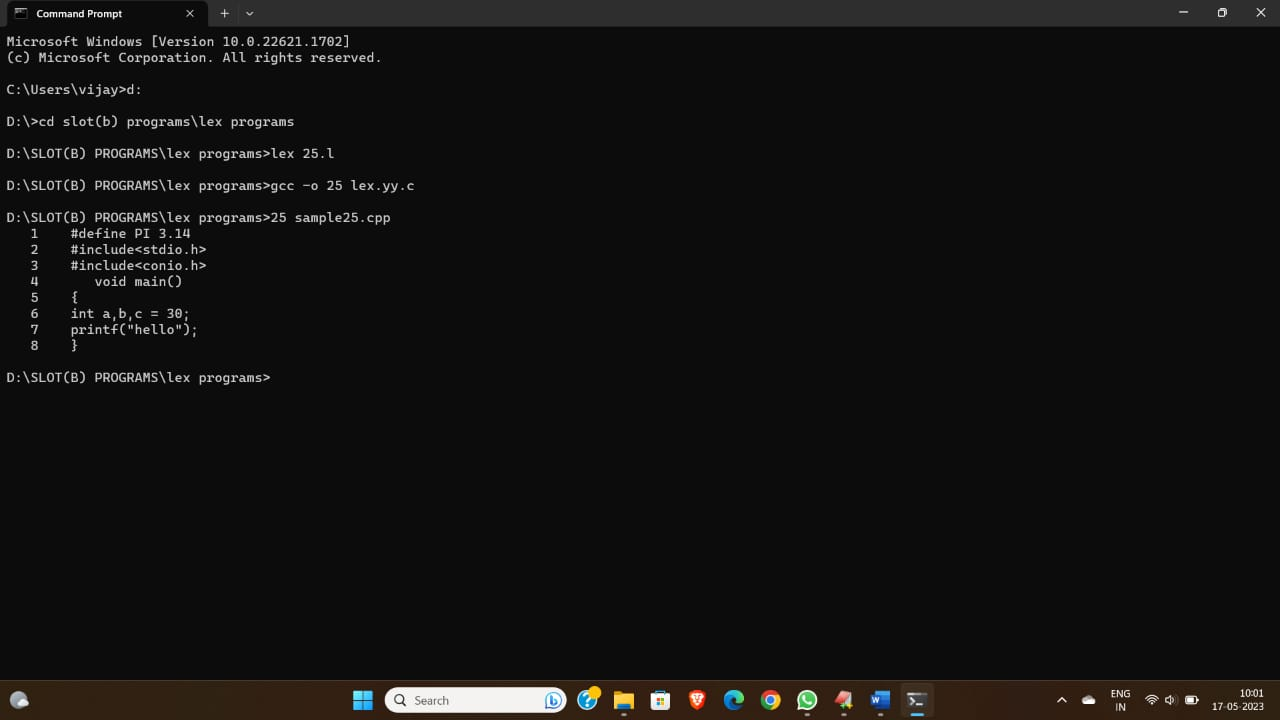 Command Prompt
Microsoft Windows [Version 10.0.22621.1702]
(c) Microsoft Corporation. All rights reserved.
C:\Users\vijay>d:
D:\>cd slot(b) programs\lex programs
D:\SLOT(B) PROGRAMS\lex programs>lex 25.l
D:\SLOT(B) PROGRAMS\lex programs>gcc -o 25 lex.yy.c
D:\SLOT(B) PROGRAMS\lex programs>25 sample25.cpp
1 #define PI 3.14
2 #include<stdio.h>
3 #include<conio.h>
4 void main()
5 {
6 int a,b,c = 30;
7 printf("hello");
8 }
D:\SLOT(B) PROGRAMS\lex programs>
Search
ENG
IN
10:01
17-05-2023